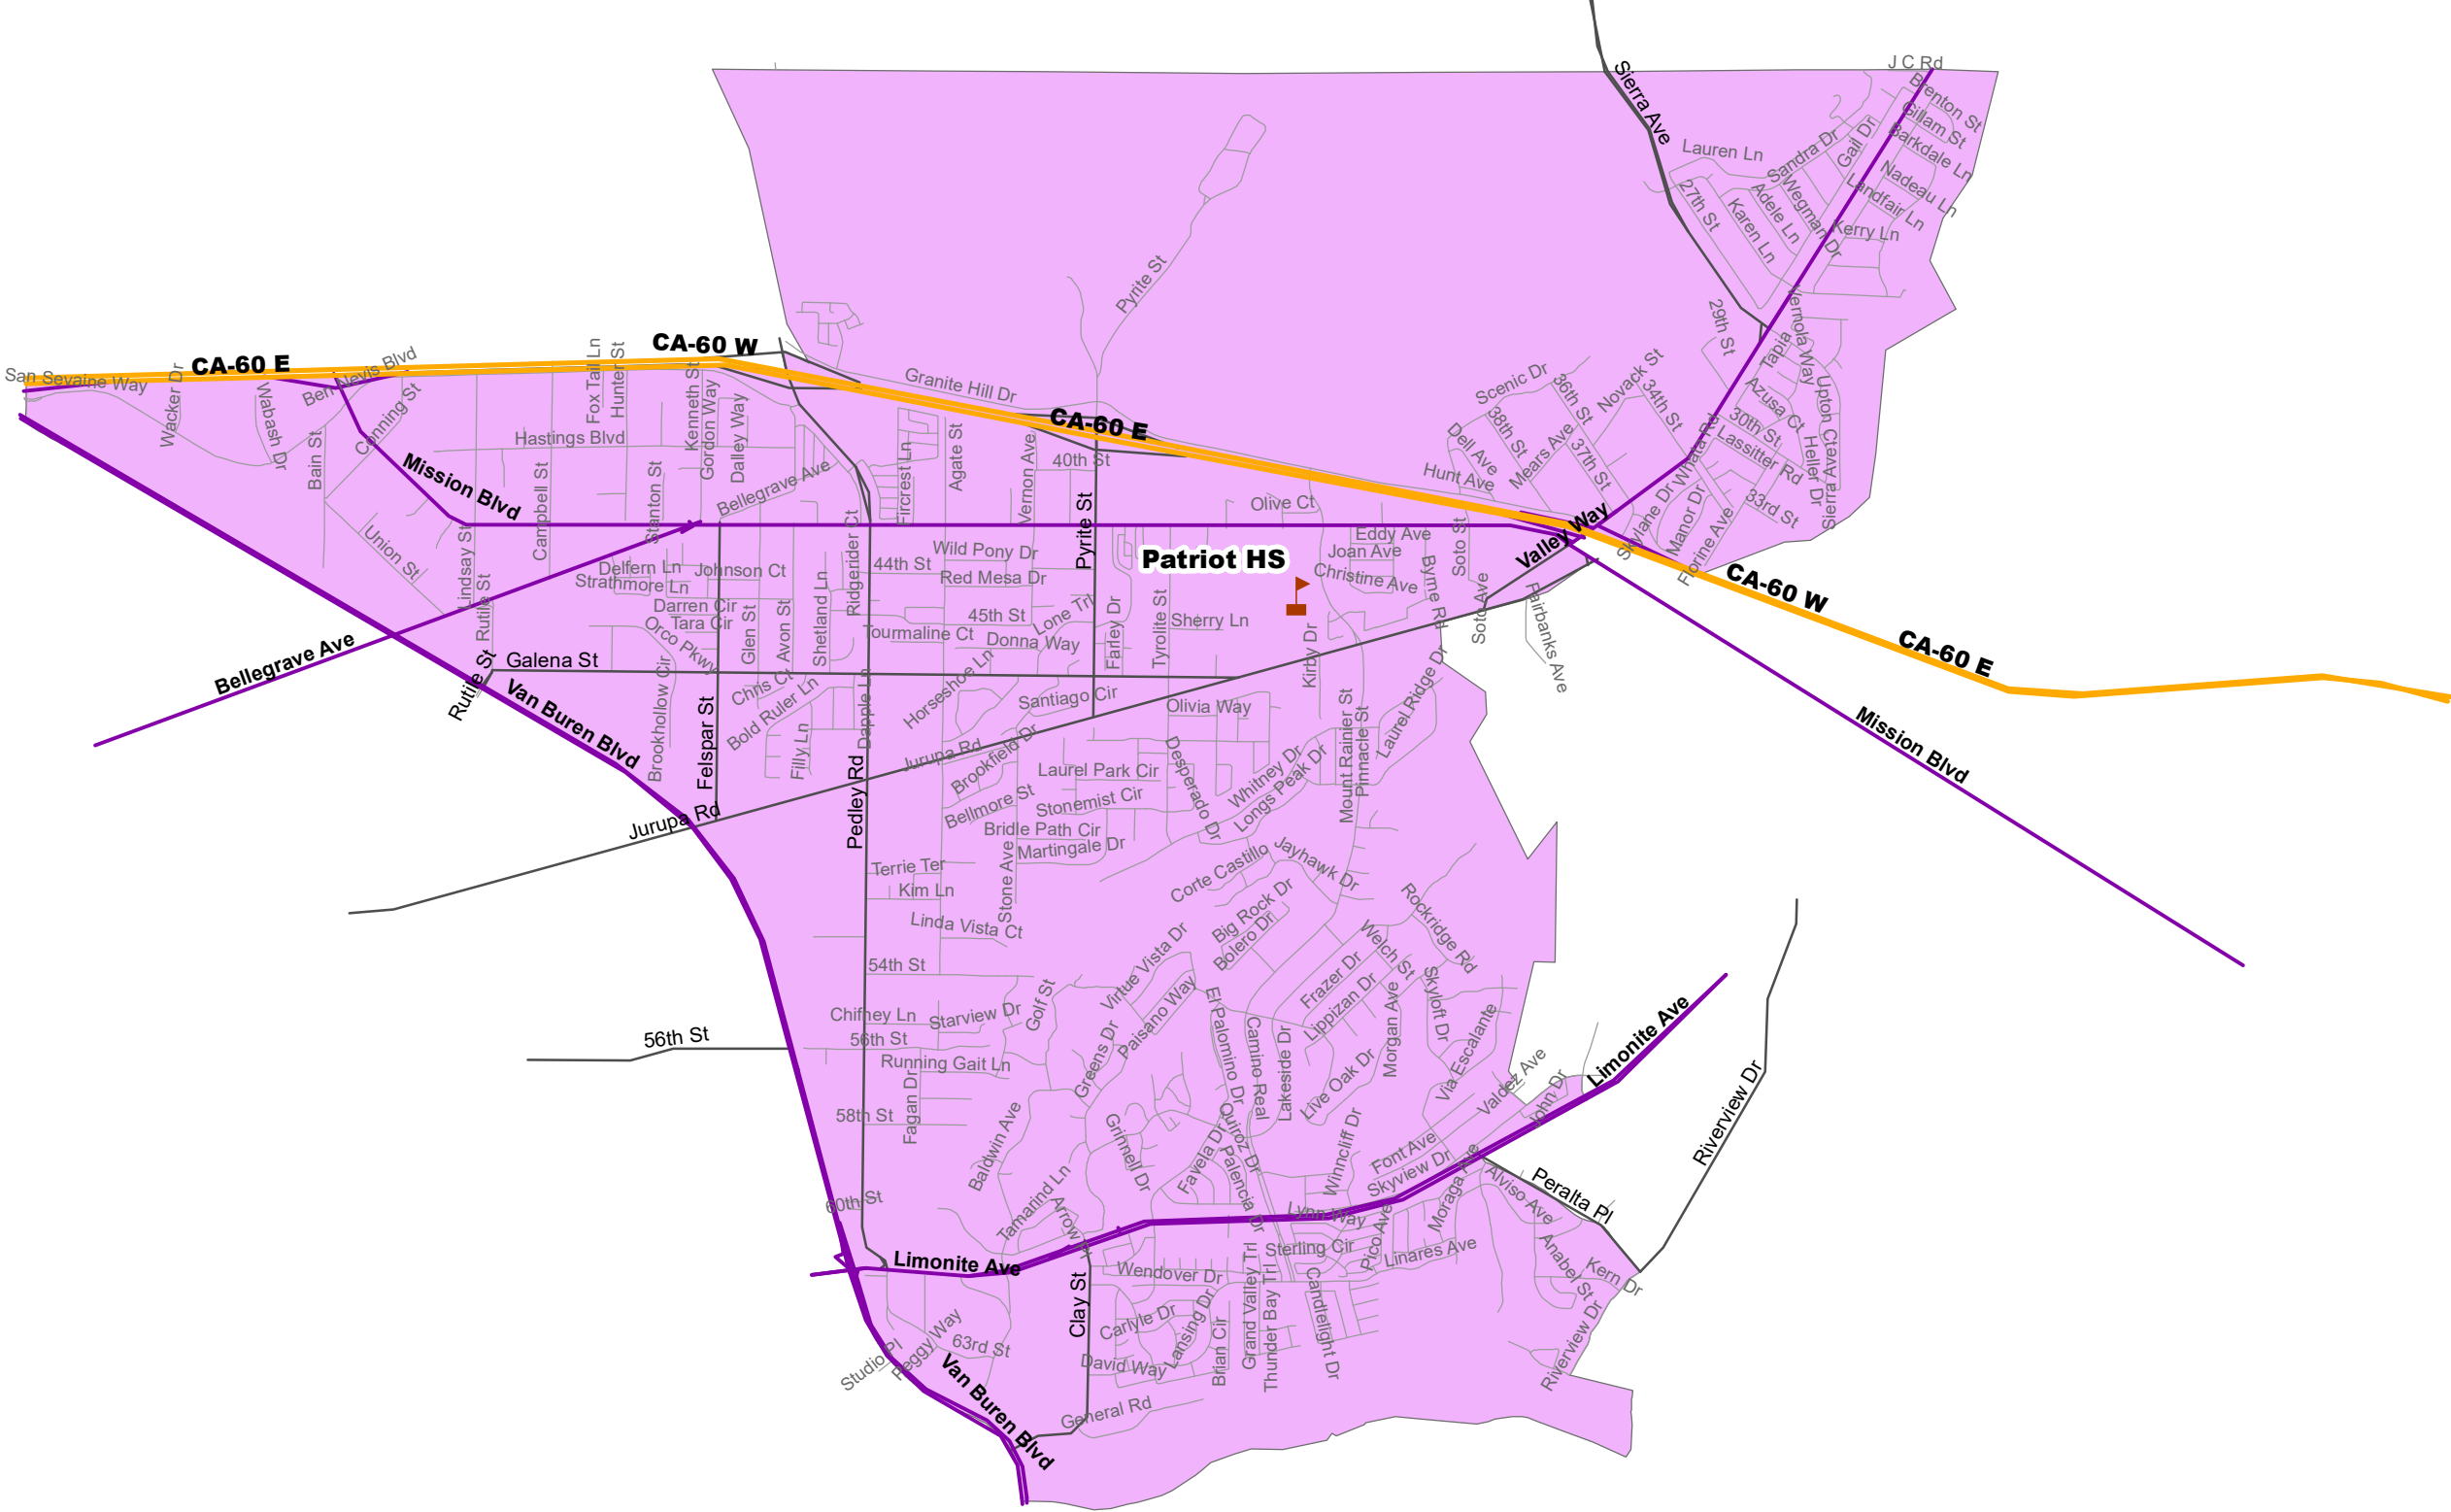 J C Rd
Brenton St
Sierra Ave
Gillam St
Gail Dr
Barkdale Ln
Lauren Ln
Sandra Dr
Nadeau Ln
Landfair Ln
27th St
Karen Ln
Adele Ln
Wegman Dr
Kerry Ln
Pyrite St
29th St
Vernola Way
Tapia
CA-60 W
CA-60 E
San Sevaine Way
Wacker Dr
Wabash Dr
Ben Nevis Blvd
Conning St
Bain St
Fox Tail Ln
Hunter St
Kenneth St
Gordon Way
Dalley Way
Granite Hill Dr
Scenic Dr
36th St
Novack St
34th St
Azusa Ct
Upton Ct
30th St
CA-60 E
38th St
Dell Ave
Mears Ave
37th St
Hunt Ave
Whata Rd
Lassitter Rd
Heller Dr
Sierra Ave
33rd St
Hastings Blvd
Mission Blvd
Campbell St
Stanton St
Bellegrave Ave
Fircrest Ln
Agate St
Vernon Ave
40th St
Pyrite St
Olive Ct
Valley Way
Skylane Dr
Manor Dr
Florine Ave
Union St
Lindsay St
Rutile St
Delfern Ln
Strathmore Ln
Johnson Ct
Darren Cir
Tara Cir
Orco Pkwy
Glen St
Avon St
Shetland Ln
Ridgerider Ct
44th St
Wild Pony Dr
Red Mesa Dr
45th St
Lone Trl
Tourmaline Ct
Donna Way
Farley Dr
Tyrolite St
Patriot HS
Sherry Ln
Eddy Ave
Joan Ave
Christine Ave
Byrne Rd
Soto St
Soto Ave
Fairbanks Ave
CA-60 W
CA-60 E
Bellegrave Ave
Rutile St
Galena St
Van Buren Blvd
Brookhollow Cir
Felspar St
Chris Ct
Bold Ruler Ln
Filly Ln
Dapple Ln
Horseshoe Ln
Santiago Cir
Olivia Way
Kirby Dr
Mount Rainier St
Pinnacle St
Laurel Ridge Dr
Mission Blvd
Jurupa Rd
Pedley Rd
Jurupa Rd
Brookfield Dr
Laurel Park Cir
Desperado Dr
Whitney Dr
Longs Peak Dr
Bellmore St
Stonemist Cir
Bridle Path Cir
Martingale Dr
Terrie Ter
Kim Ln
Stone Ave
Corte Castillo
Jayhawk Dr
Linda Vista Ct
Big Rock Dr
Bolero Dr
Rockridge Rd
Welch St
54th St
Virtue Vista Dr
Frazer Dr
Lippizan Dr
Skyloft Dr
Golf St
Paisano Way
El Palomino Dr
Camino Real
Lakeside Dr
Morgan Ave
Via Escalante
Limonite Ave
Chifney Ln
Starview Dr
56th St
56th St
Running Gait Ln
Greens Dr
Live Oak Dr
Valdez Ave
John Dr
Riverview Dr
Fagan Dr
58th St
Baldwin Ave
Grinnell Dr
Favela Dr
Quiroz Dr
Palencia Dr
Winncliff Dr
Font Ave
Skyview Dr
Moraga Ave
Alviso Ave
Peralta Pl
60th St
Tamarind Ln
Arrow Pl
Lynn Way
Pico Ave
Linares Ave
Sterling Cir
Anabel St
Kern Dr
Limonite Ave
Wendover Dr
Clay St
Carlyle Dr
Lansing Dr
Brian Cir
Grand Valley Trl
Thunder Bay Trl
Candlelight Dr
Riverview Dr
Studio Pl
Peggy Way
63rd St
David Way
General Rd
Van Buren Blvd